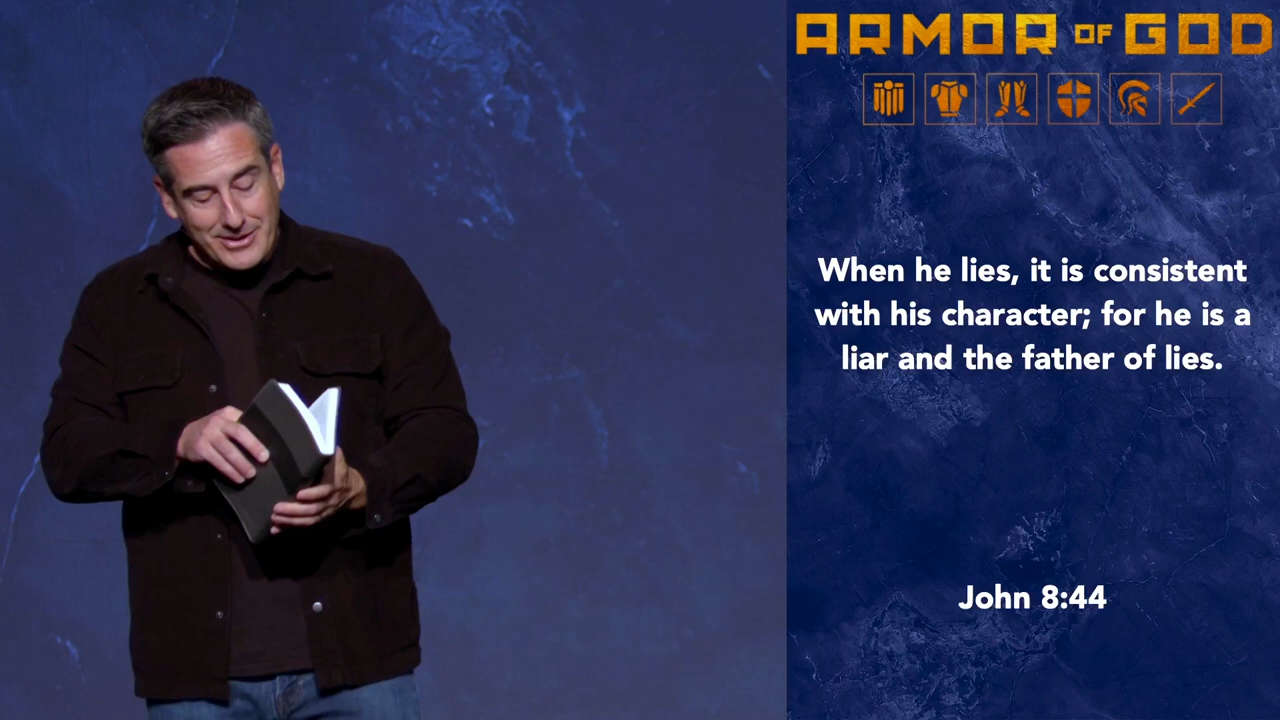 ARMOR OF GOD
When he lies, it is consistent
with his character; for he is a
liar and the father of lies.
John 8:44